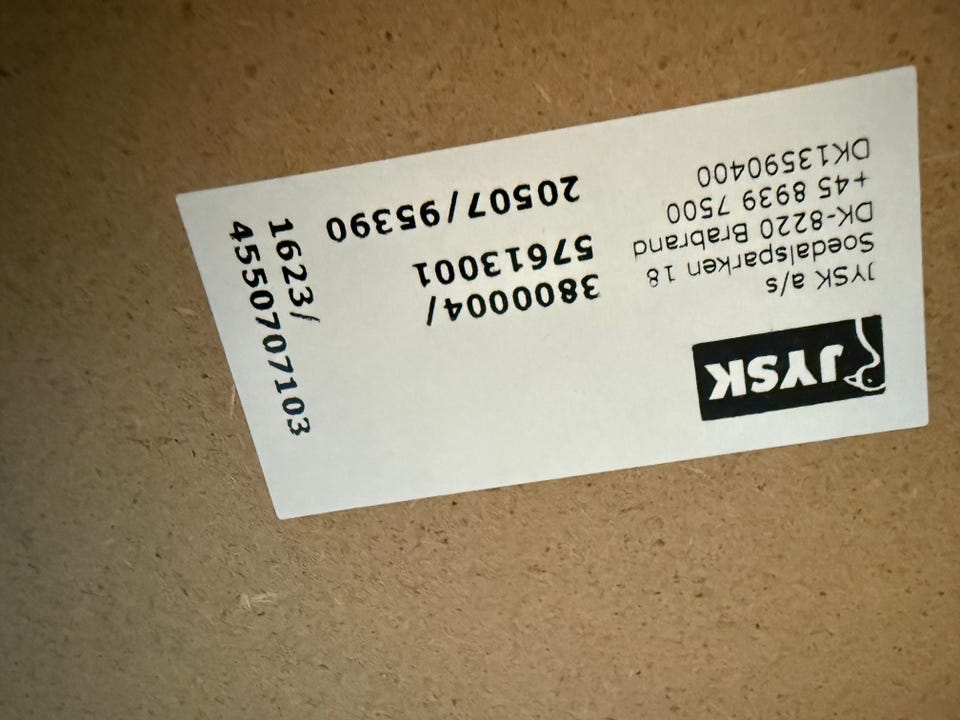 JYSK
JYSK a/s
Soedalsparken 18
DK-8220 Brabrand
+45 8939 7500
DK13590400
3800004/
57613001
20507/95390
1623/
4550707103